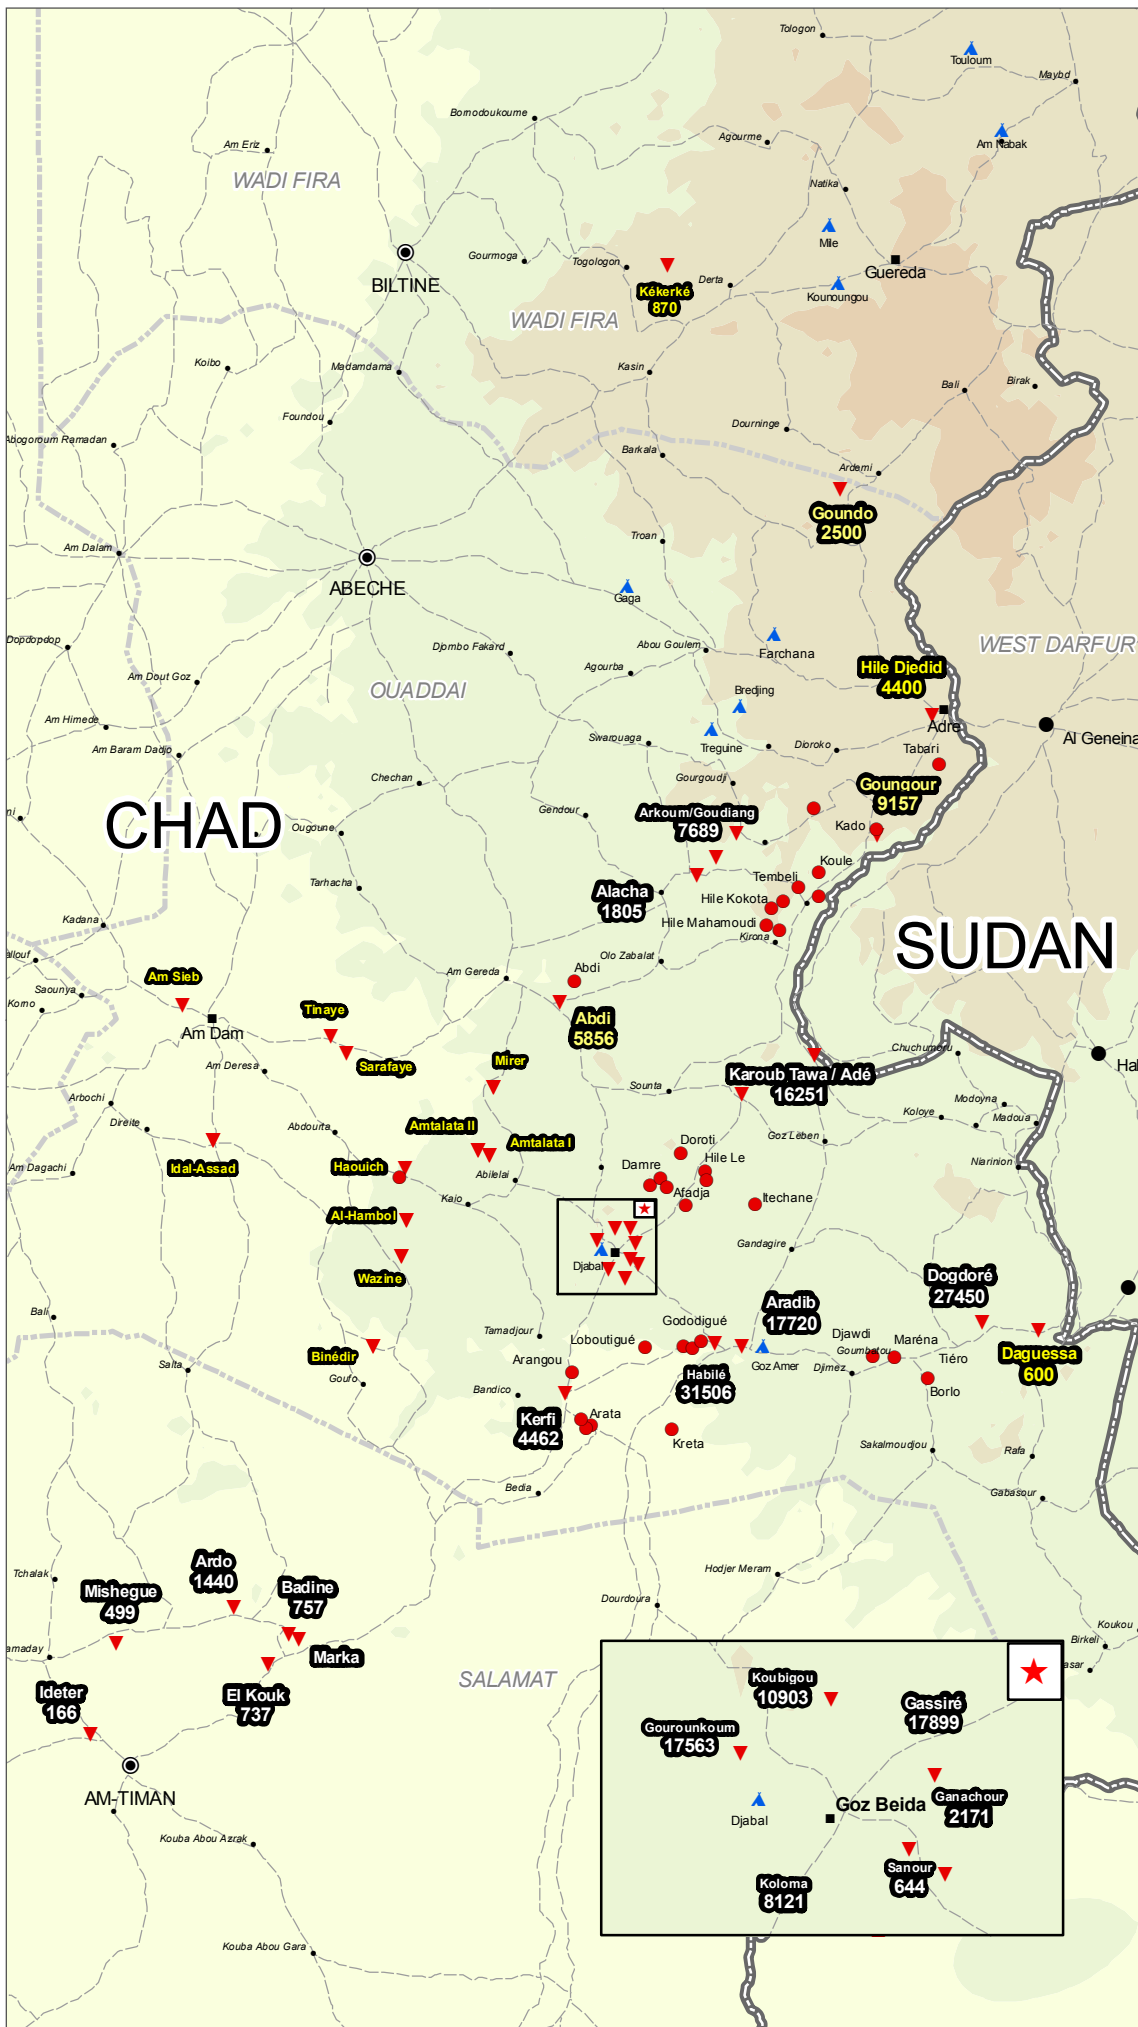 Tologon
Touloum
Maybd
Bornodoukoume
Am Nabak
Agourme
Am Eriz
WADI FIRA
Natika
Mile
Gourmoga
Togologon
Guereda
BILTINE
Derta
Kounoungou
Kékerké
870
WADI FIRA
Koibo
Madamdama
Kasin
Bali
Birak
Foundou
Dourninge
Abogoroum Ramadan
Barkala
Ardemi
Goundo
2500
Troan
Am Dalam
ABECHE
Gaga
Dopdopdop
Djombo Fakard
Abou Goulem
Farchana
WEST DARFUR
Agourba
Hile Djedid
4400
Am Dout Goz
OUADDAI
Bredjing
Am Himede
Adre
Al Geneina
Am Baram Dadjo
Swarouaga
Treguine
Dioroko
Tabari
Chechan
Gourgoudji
Goungour
9157
CHAD
Gendour
Arkoum/Goudiang
7689
Ougoune
Kado
Koule
Tarhacha
Tembeli
Alacha
1805
Hile Kokota
Kadana
Hile Mahamoudi
Kirona
SUDAN
allouf
Olo Zabalat
Am Sieb
Am Gereda
Abdi
Saounya
Komo
Tinaye
Abdi
5856
Am Dam
Sarafaye
Mirer
Chuchumeru
Am Deresa
Karoub Tawa / Adé
16251
Sounta
Arbochi
Modoyna
Koloye
Madoua
Direite
Abdourta
Amtalata II
Amtalata I
Goz Leben
Doroti
Am Dagachi
Idal-Assad
Haouich
Abilelai
Damre
Hile Le
Niarinion
Kaio
Afadja
Itechane
Al-Hambol
Gandagire
Djabal
Wazine
Dogdoré
27450
Bali
Aradib
17720
Tamadjour
Gododigué
Loboutigué
Djawdi
Maréna
Goumbatou
Daguessa
600
Binédir
Salta
Goz Amer
Djimez
Tiéro
Arangou
Goufo
Habilé
31506
Borlo
Bandico
Kerfi
4462
Arata
Kreta
Sakalmoudjou
Rafa
Bedia
Gabasour
Ardo
1440
Hodjer Meram
Tchalak
Mishegue
499
Badine
757
Dourdoura
Koukou
Birkeli
amaday
Marka
asar
SALAMAT
Koubigou
10903
Ideter
166
El Kouk
737
Gassiré
17899
Gourounkoum
17563
AM-TIMAN
Ganachour
2171
Goz Beida
Djabal
Kouba Abou Azrak
Sanour
644
Koloma
8121
Kouba Abou Gara